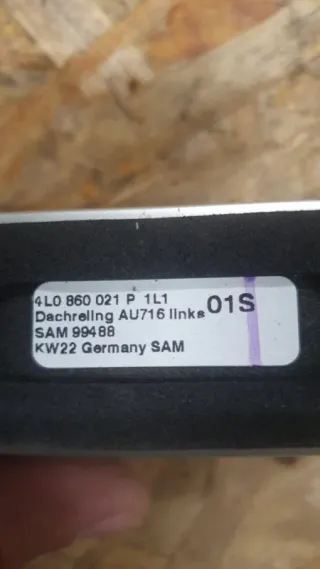 4L0 860 021 P 1L1
Dachreling AU716 links 01S
SAM 99488
KW22 Germany SAM